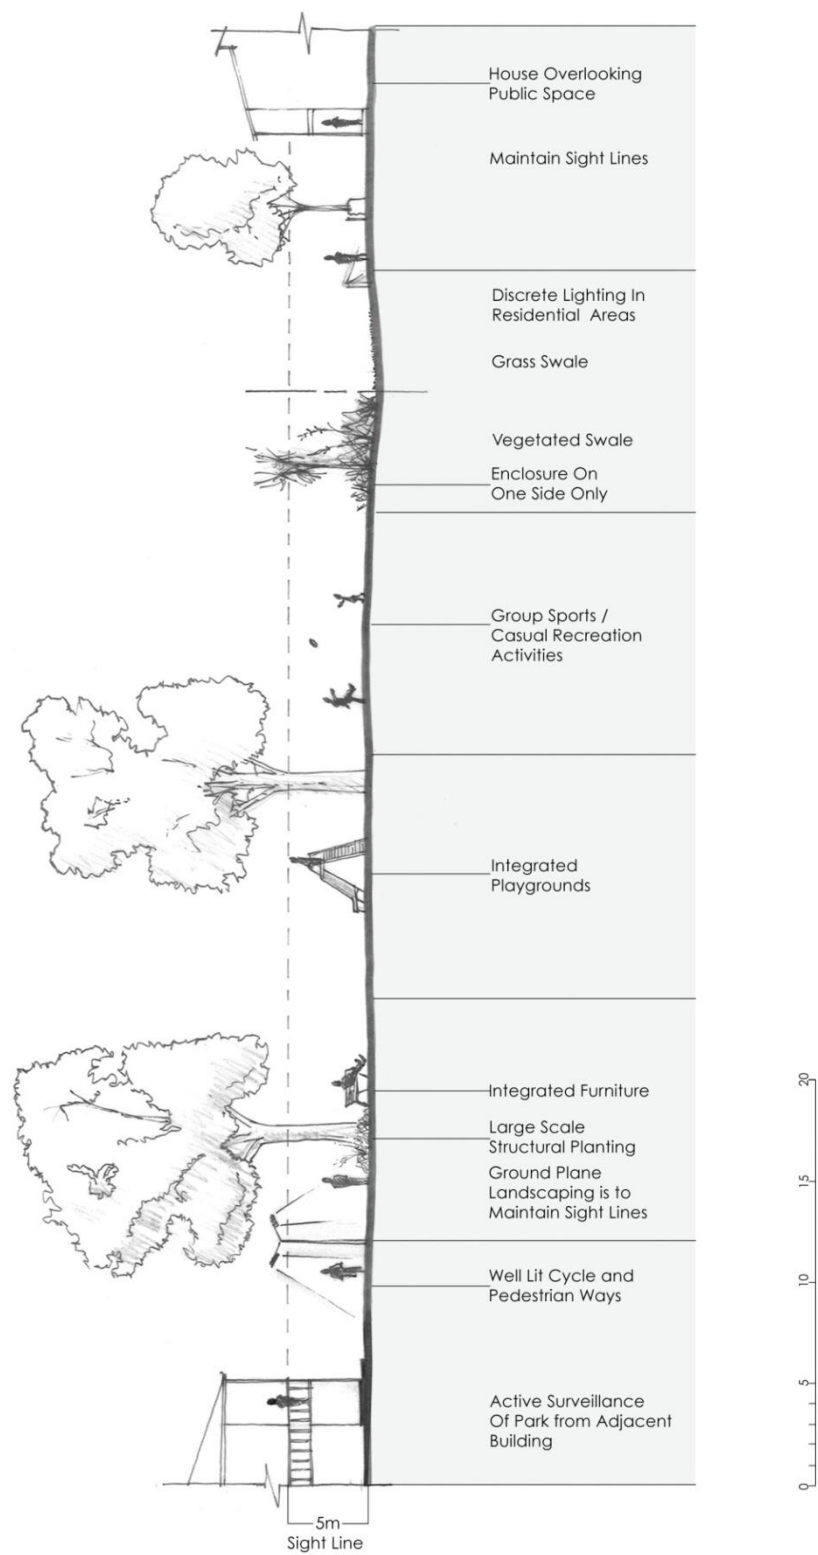 House Overlooking
Public Space
Maintain Sight Lines
Discrete Lighting In
Residential  Areas
Grass Swale
Vegetated Swale
Enclosure On
One Side Only
Group Sports /
Casual Recreation
Activities
Integrated
Playgrounds
Integrated Furniture
Large Scale
Structural Planting
Ground Plane
Landscaping is to
Maintain Sight Lines
Well Lit Cycle and
Pedestrian Ways
Active Surveillance
Of Park from Adjacent
Building
5m
Sight Line
20
15
10
5
0